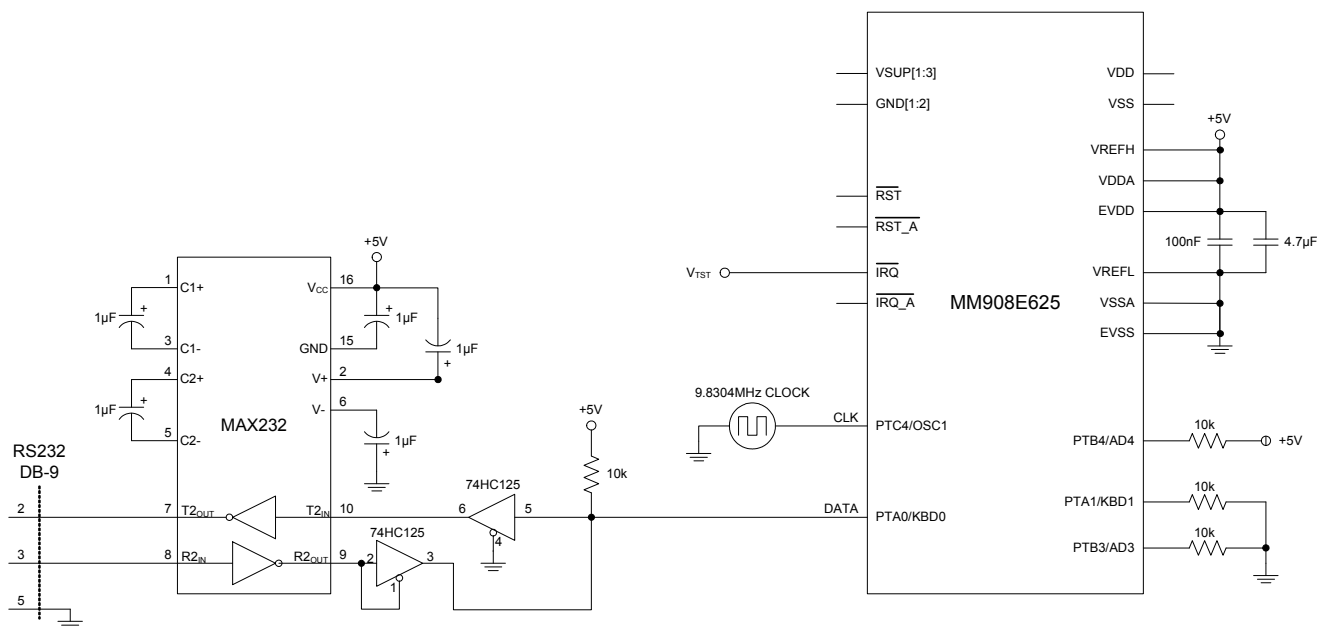 VSUP[1:3]
VDD
GND[1:2]
VSS
+5V
VREFH
RST
VDDA
RST_A
EVDD
100nF
4.7µF
VTST
IRQ
VREFL
IRQ_A
MM908E625
VSSA
EVSS
+5V
1
C1+
VCC
16
1µF
+
+
1µF
1µF
+
3
C1-
GND
15
4
C2+
V+
2
1µF
+
MAX232
V-
6
1µF
+
5
C2-
9.8304MHz CLOCK
CLK
PTC4/OSC1
10k
PTB4/AD4
+5V
RS232
DB-9
+5V
10k
74HC125
10k
PTA1/KBD1
2
7
T2OUT
T2IN
10
6
5
4
DATA
PTA0/KBD0
74HC125
10k
PTB3/AD3
3
8
R2IN
R2OUT
9
2
3
1
5